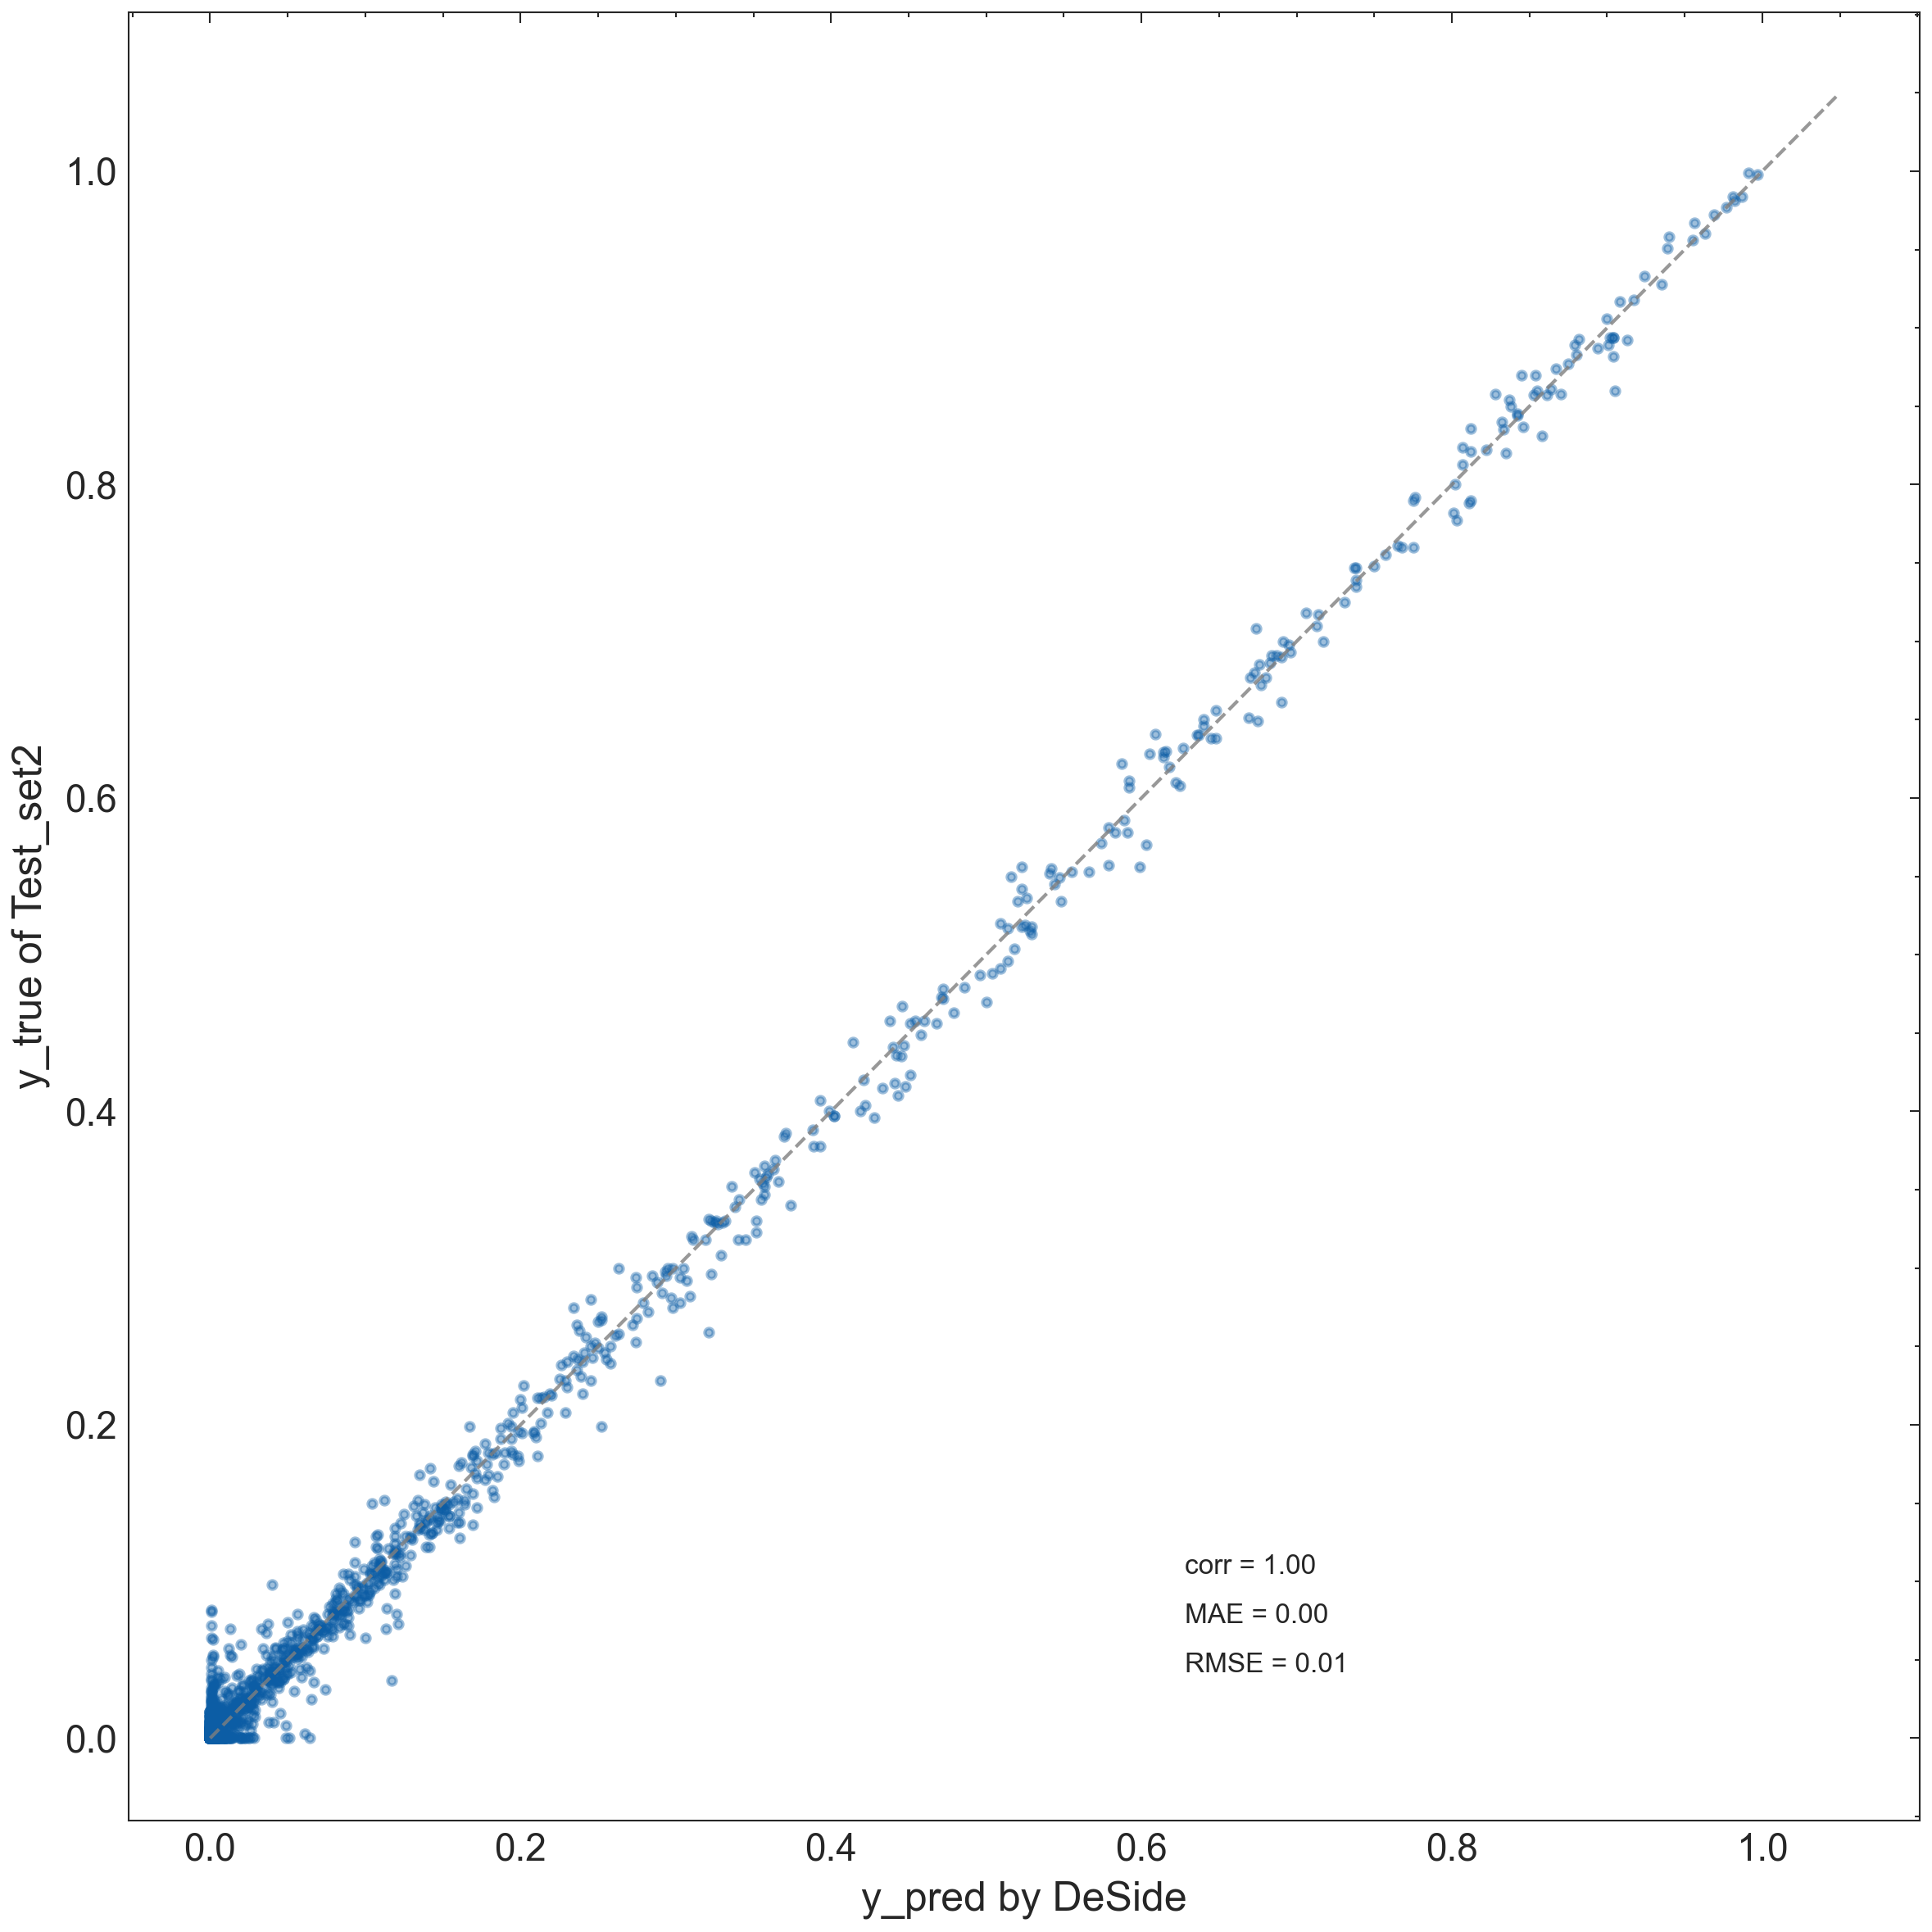 1.0
0.8
0.6
0.4
0.2
0.0
y_true of Test_set2
corr = 1.00
MAE = 0.00
RMSE = 0.01
0.0 0.2 0.4 0.6 0.8 1.0
y_pred by DeSide